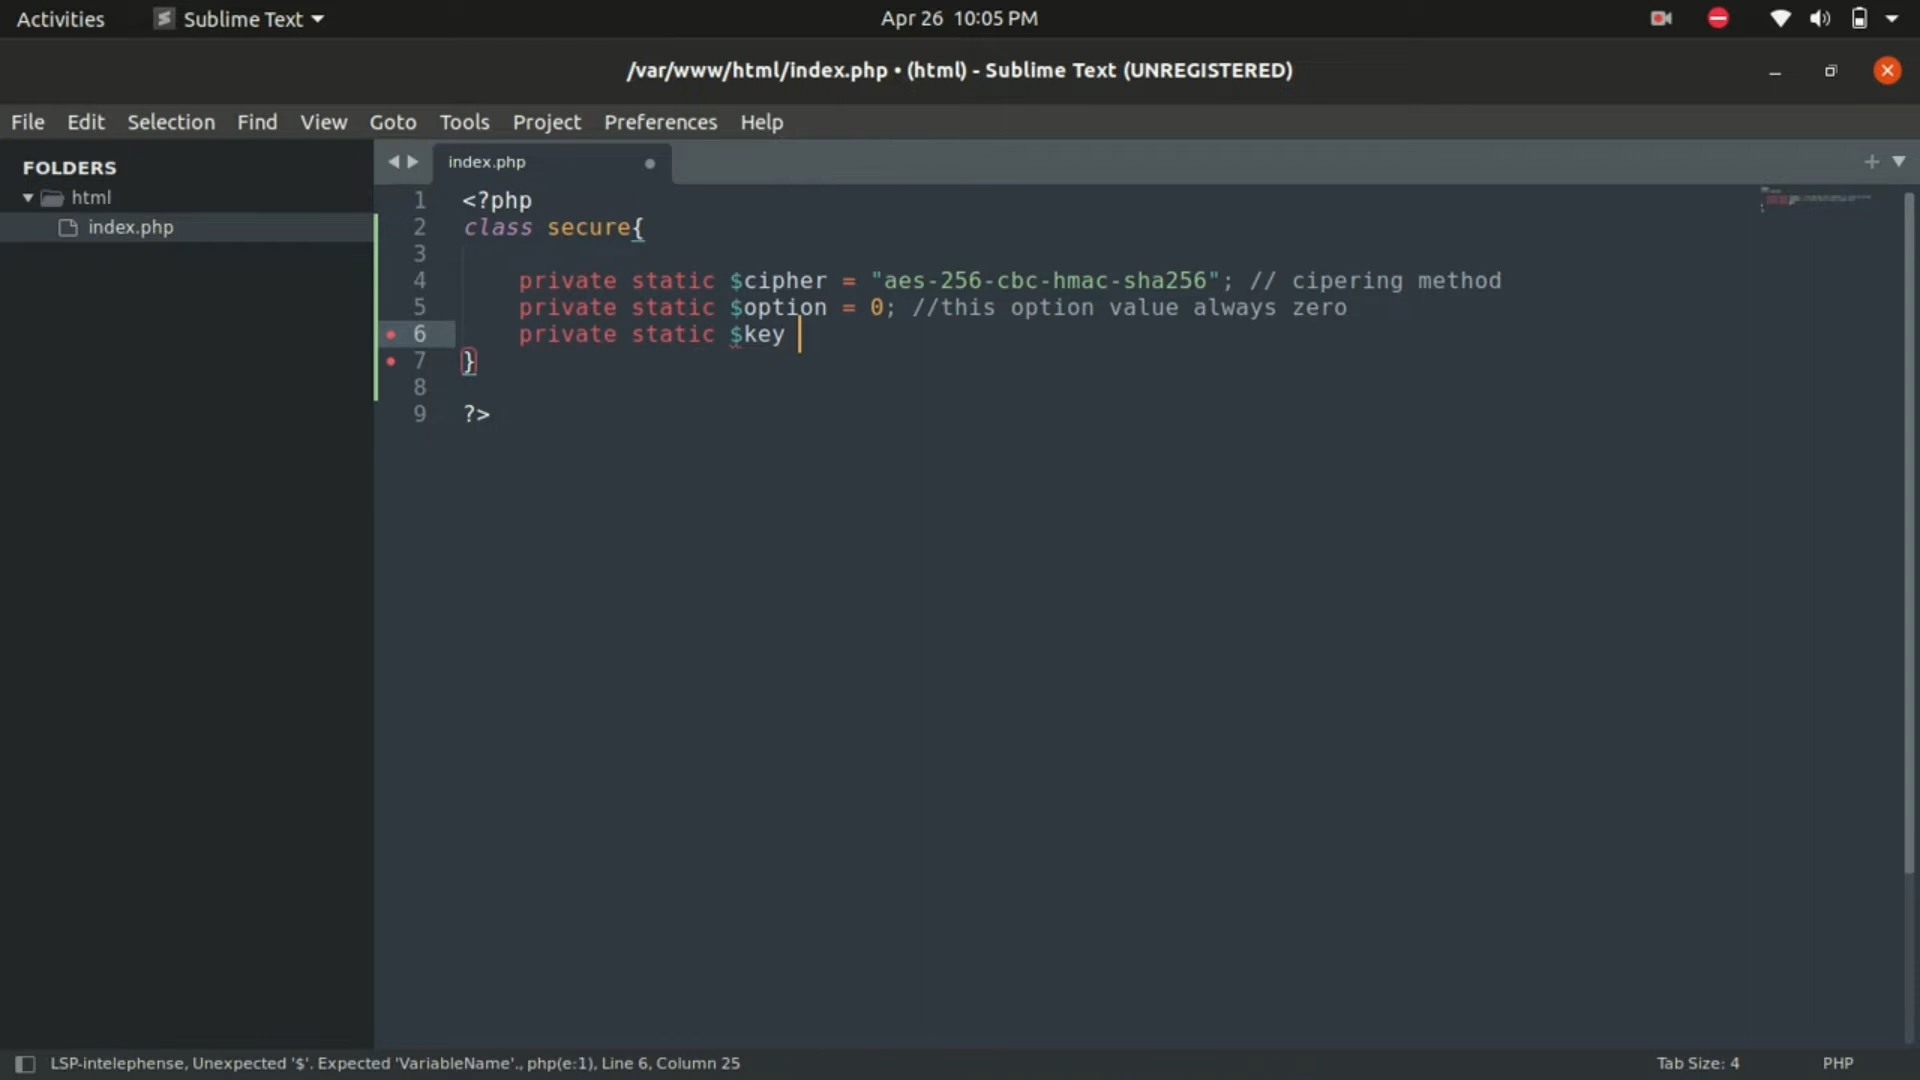 Activities Sublime Text Apr 26 10:05 PM
/var/www/html/index.php • (html) - Sublime Text (UNREGISTERED)
File Edit Selection Find View Goto Tools Project Preferences Help
FOLDERS
html
index.php
index.php
1 <?php
2 class secure{
3
4 private static $cipher = "aes-256-cbc-hmac-sha256"; // cipering method
5 private static $option = 0; //this option value always zero
6 private static $key
7 }
8
9 ?>
LSP-intelephense, Unexpected '$'. Expected 'VariableName'., php(e:1), Line 6, Column 25 Tab Size: 4 PHP